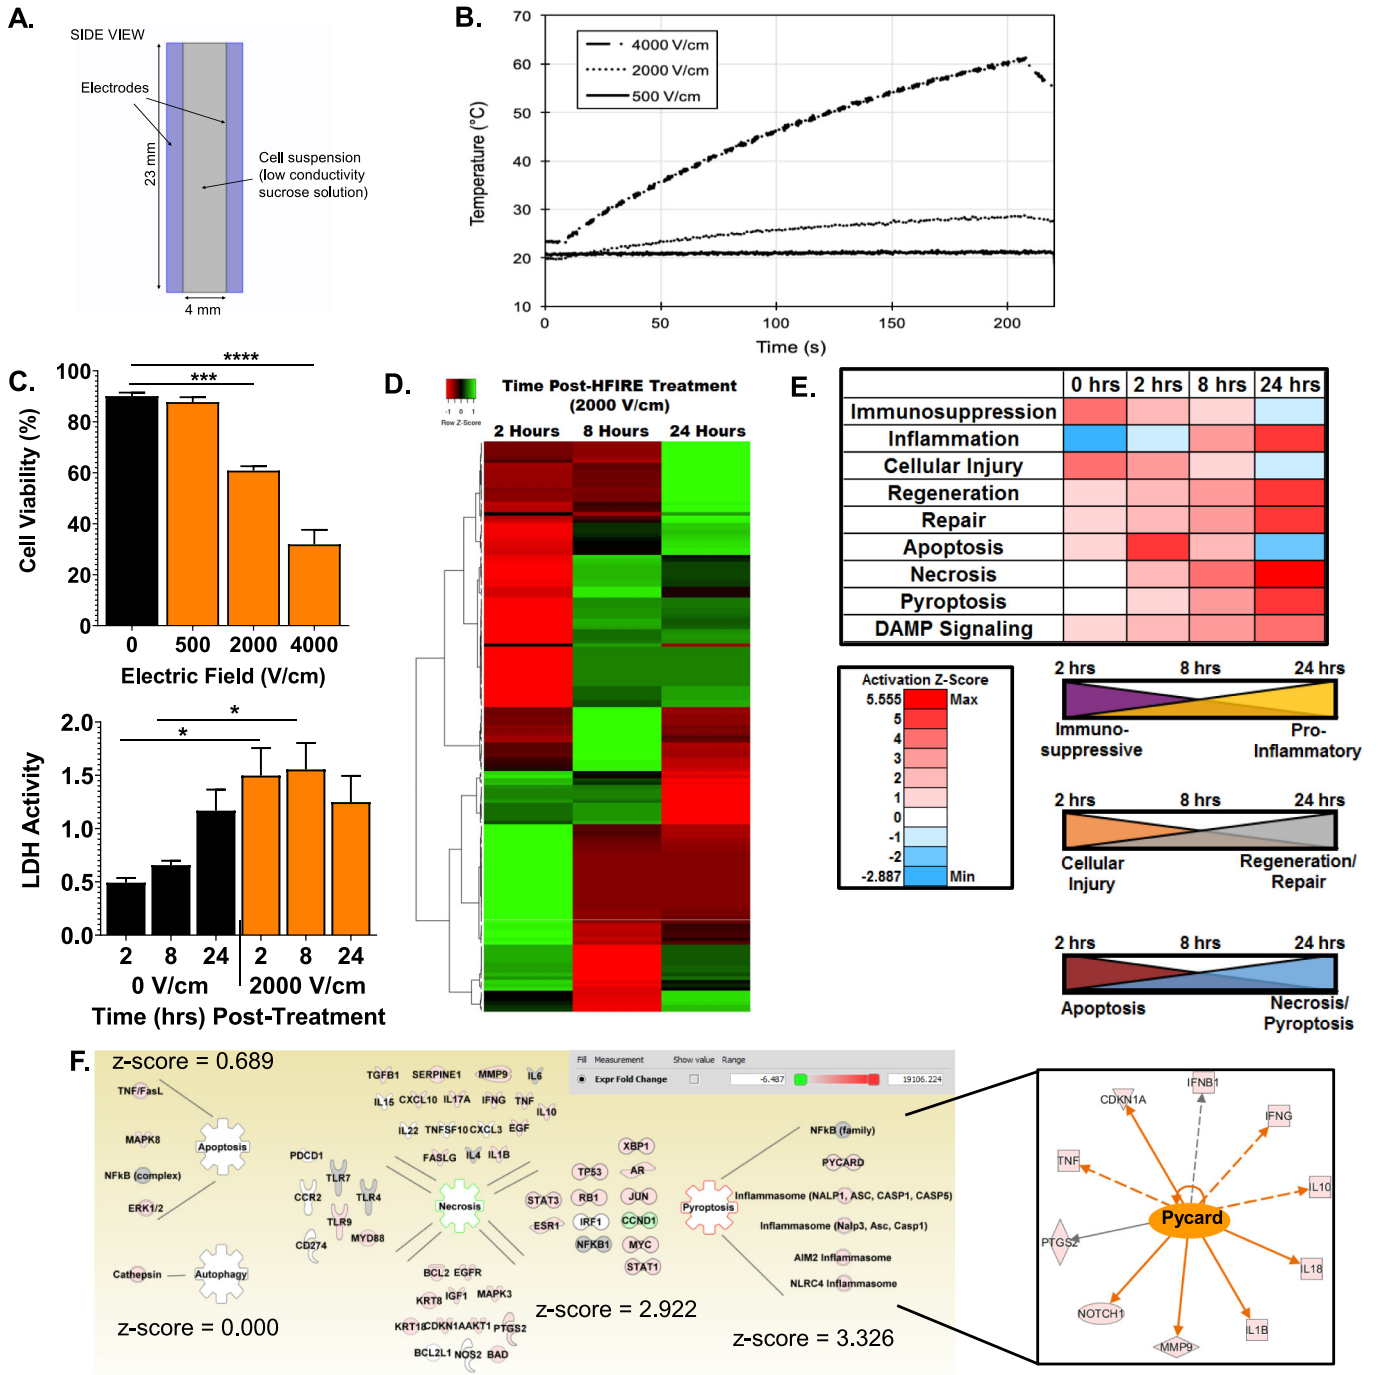 A.
SIDE VIEW
Electrodes
23 mm
Cell suspension
(low conductivity
sucrose solution)
4 mm
B.
70
60
50
40
30
20
10
Temperature (°C)
4000 V/cm
2000 V/cm
500 V/cm
0
50
100
150
200
Time (s)
C.
****
***
100
80
60
40
20
0
Cell Viability (%)
0 500 2000 4000
Electric Field (V/cm)
*
*
2.0
1.5
1.0
0.5
0.0
LDH Activity
2 8 24 2 8 24
0 V/cm 2000 V/cm
Time (hrs) Post-Treatment
D.
-1 0 1
Row Z-Score
Time Post-HFIRE Treatment
(2000 V/cm)
2 Hours 8 Hours 24 Hours
E.
0 hrs 2 hrs 8 hrs 24 hrs
Immunosuppression
Inflammation
Cellular Injury
Regeneration
Repair
Apoptosis
Necrosis
Pyroptosis
DAMP Signaling
Activation Z-Score
5.555 Max
5
4
3
2
1
0
-1
-2
-2.887 Min
2 hrs 8 hrs 24 hrs
Immuno-
suppressive
Pro-
Inflammatory
2 hrs 8 hrs 24 hrs
Cellular
Injury
Regeneration/
Repair
2 hrs 8 hrs 24 hrs
Apoptosis
Necrosis/
Pyroptosis
F.
z-score = 0.689
TNF/FasL
MAPK8
NFkB (complex)
ERK1/2
Apoptosis
Cathepsin
Autophagy
z-score = 0.000
TGFB1 SERPINE1 MMP9 IL6
IL15 CXCL10 IL17A IFNG TNF IL10
IL22 TNFSF10 CXCL3 EGF
FASLG IL4 IL1B
PDCD1
TLR7
CCR2
TLR4
TLR9
MYD88
CD274
Necrosis
XBP1
TP53 AR
STAT3 RB1 JUN
ESR1 IRF1 CCND1
NFKB1 MYC
STAT1
BCL2 EGFR
KRT8 IGF1 MAPK3
KRT18 CDKN1A AKT1 PTGS2
BCL2L1 NOS2 BAD
z-score = 2.922
Fill Measurement Show value Range
Expr Fold Change -6.487 19106.224
Pyroptosis
NFkB (family)
PYCARD
Inflammasome (NALP1, ASC, CASP1, CASP5)
Inflammasome (Nalp3, Asc, Casp1)
AIM2 Inflammasome
NLRC4 Inflammasome
z-score = 3.326
IFNB1
CDKN1A
IFNG
TNF
IL10
Pycard
PTGS2
IL18
NOTCH1
IL1B
MMP9